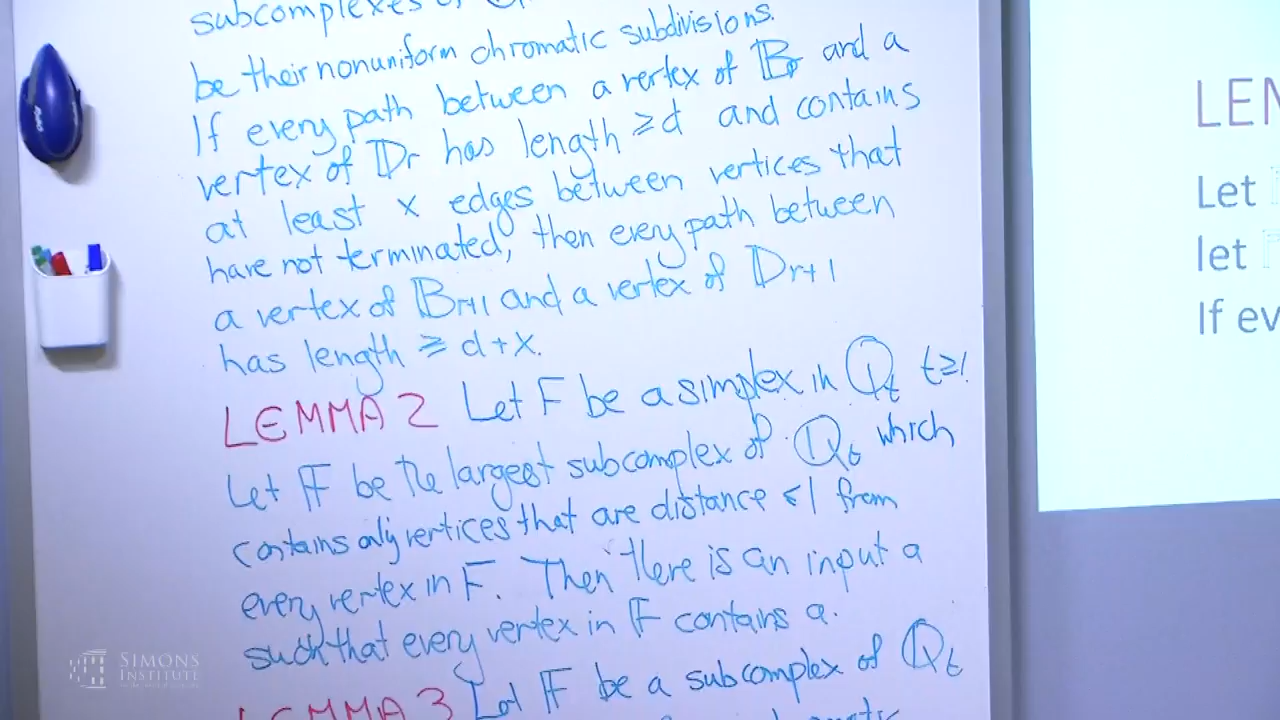 subcomplexes of
be their nonuniform chromatic subdivisions.
If every path between a vertex of 𝔹r and a
vertex of 𝔻r has length ≥d and contains
at least x edges between vertices that
have not terminated, then every path between
a vertex of 𝔹r+1 and a vertex of 𝔻r+1
has length ≥ d+x.
LEMMA 2 Let F be a simplex in ℚt t≥1.
Let 𝔽 be the largest subcomplex of ℚt which
contains only vertices that are distance ≤1 from
every vertex in F. Then there is an input a
such that every vertex in 𝔽 contains a.
LEMMA 3 Let 𝔽 be a subcomplex of ℚt
LEM
Let
let
If ev
SIMONS
INSTITUTE